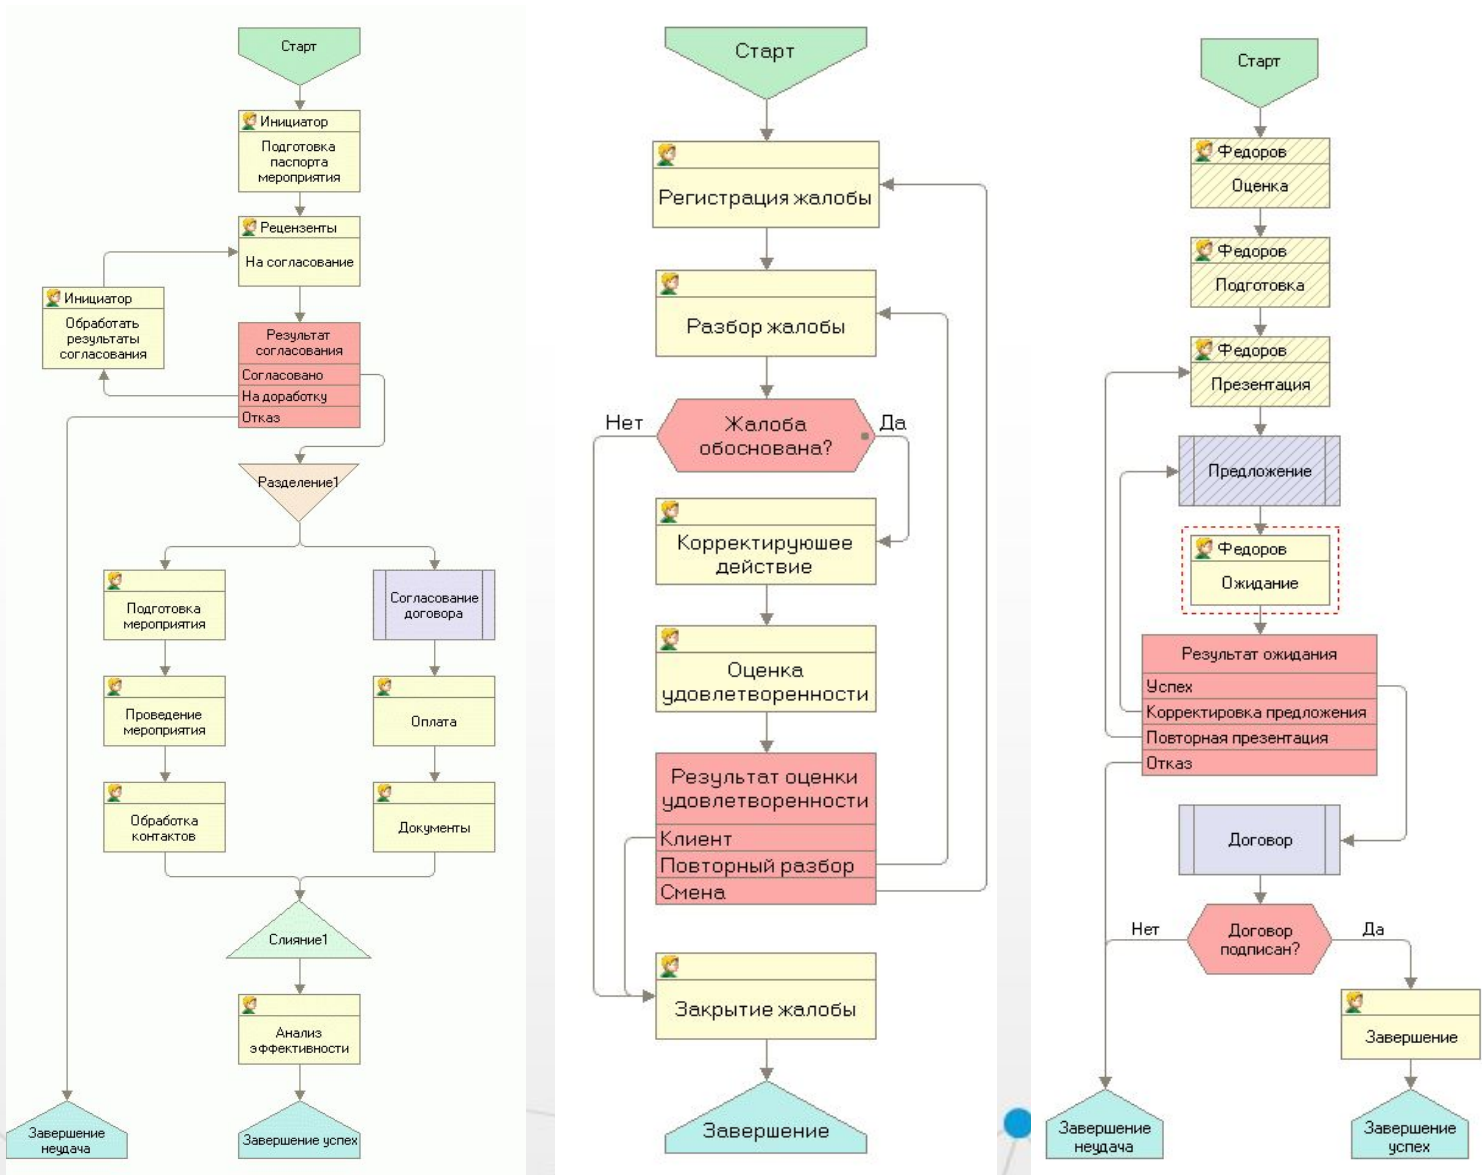 Старт
Инициатор
Подготовка
паспорта
мероприятия
Рецензенты
На согласование
Инициатор
Обработать
результаты
согласования
Результат
согласования
Согласовано
На доработку
Отказ
Разделение1
Подготовка
мероприятия
Согласование
договора
Проведение
мероприятия
Оплата
Обработка
контактов
Документы
Слияние1
Анализ
эффективности
Завершение
неудача
Завершение успех
Старт
Регистрация жалобы
Разбор жалобы
Нет
Жалоба
обоснована?
Да
Корректируюшее
действие
Оценка
удовлетворенности
Результат оценки
удовлетворенности
Клиент
Повторный разбор
Смена
Закрытие жалобы
Завершение
Старт
Федоров
Оценка
Федоров
Подготовка
Федоров
Презентация
Предложение
Федоров
Ожидание
Результат ожидания
Успех
Корректировка предложения
Повторная презентация
Отказ
Договор
Нет
Договор
подписан?
Да
Завершение
Завершение
неудача
Завершение
успех